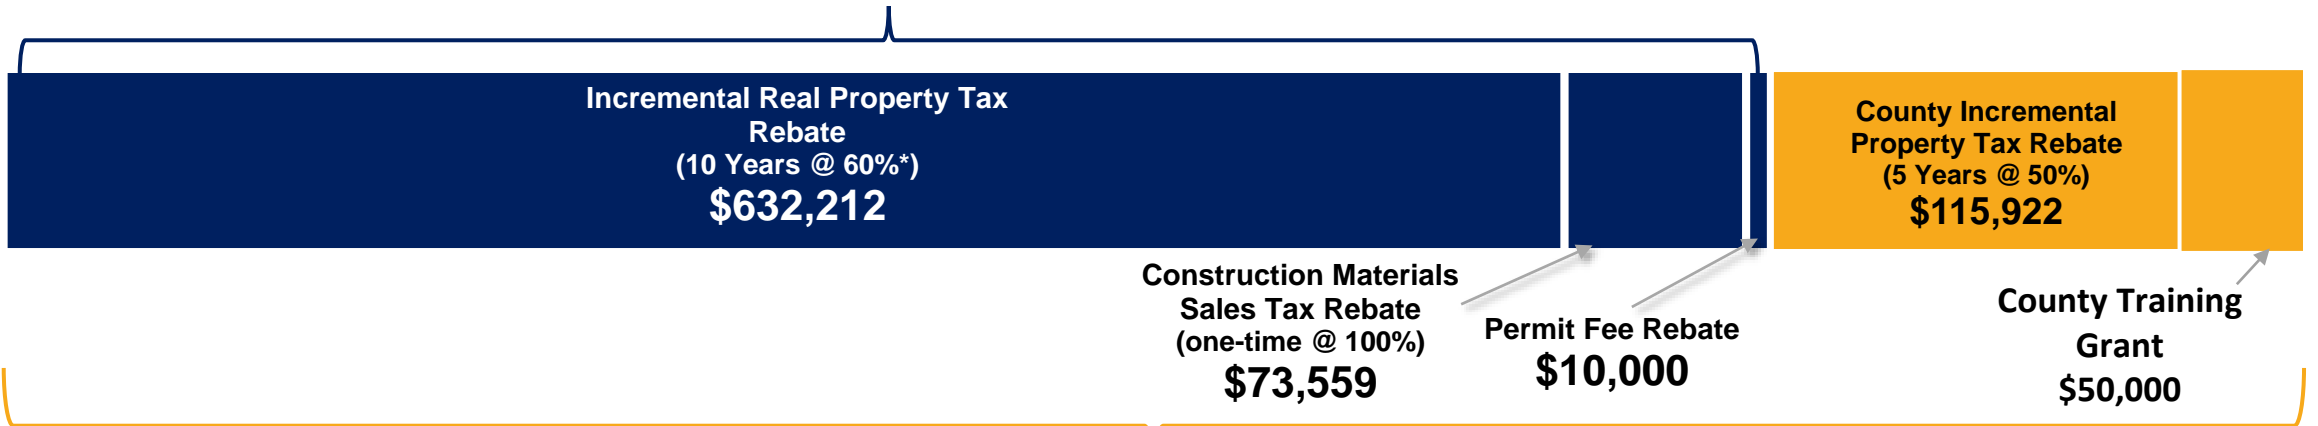 Incremental Real Property Tax
Rebate
(10 Years @ 60%*)
$632,212
County Incremental
Property Tax Rebate
(5 Years @ 50%)
$115,922
Construction Materials
Sales Tax Rebate
(one-time @ 100%)
$73,559
Permit Fee Rebate
$10,000
County Training
Grant
$50,000